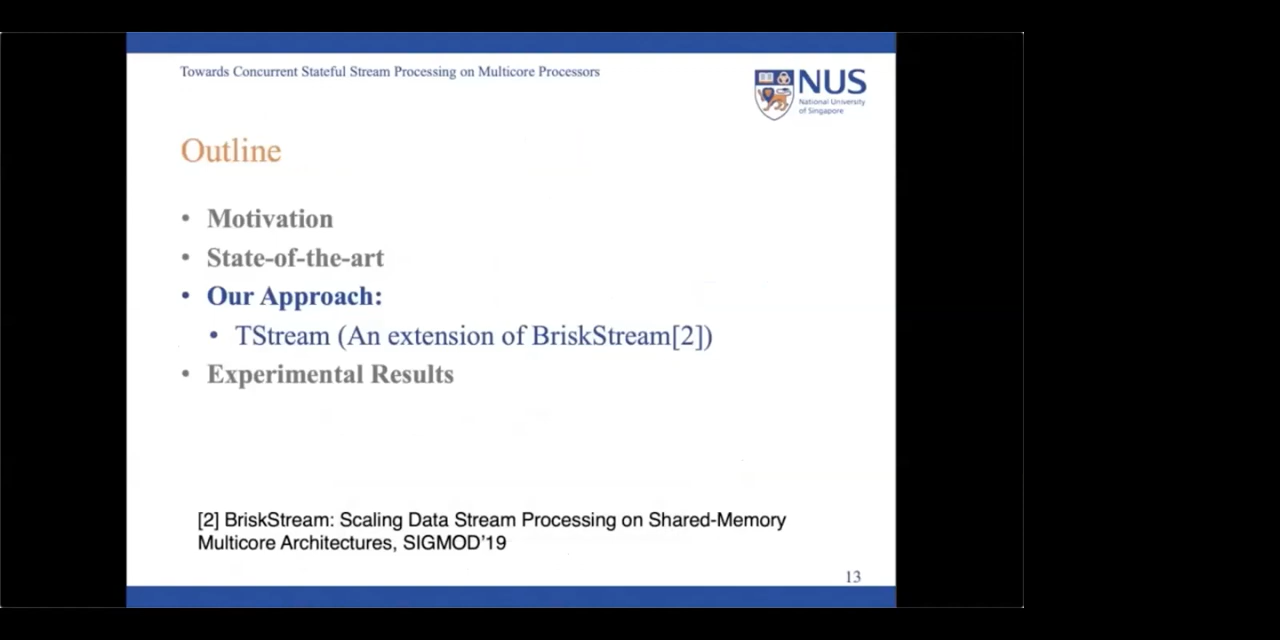 Towards Concurrent Stateful Stream Processing on Multicore Processors
NUS
National University
of Singapore
Outline
• Motivation
• State-of-the-art
• Our Approach:
• TStream (An extension of BriskStream[2])
• Experimental Results
[2] BriskStream: Scaling Data Stream Processing on Shared-Memory
Multicore Architectures, SIGMOD'19
13